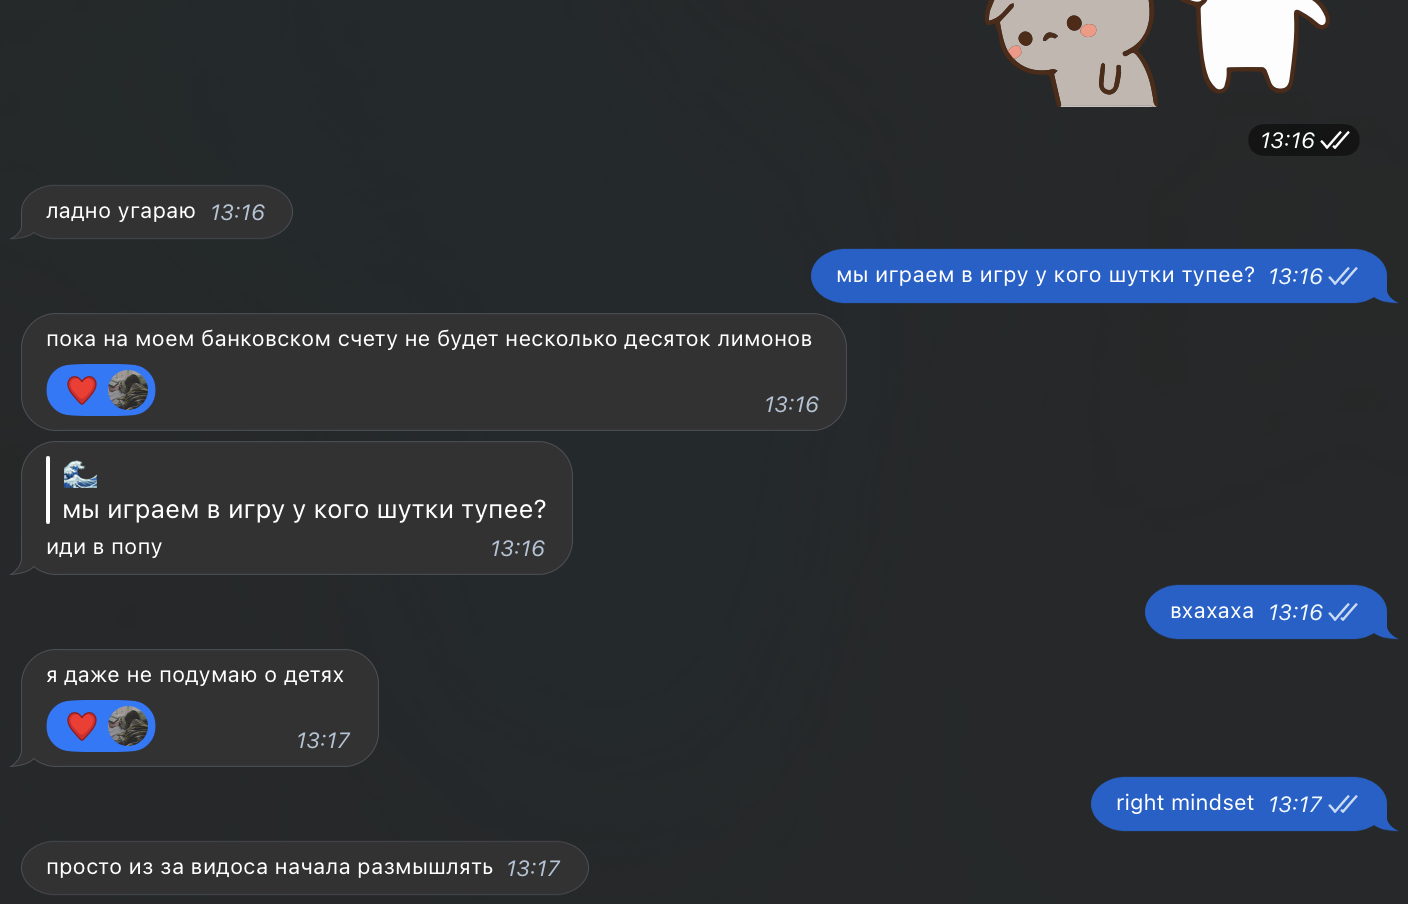 13:16
ладно угараю 13:16
мы играем в игру у кого шутки тупее? 13:16
пока на моем банковском счету не будет несколько десяток лимонов
13:16
мы играем в игру у кого шутки тупее?
иди в попу 13:16
вхахаха 13:16
я даже не подумаю о детях
13:17
right mindset 13:17
просто из за видоса начала размышлять 13:17